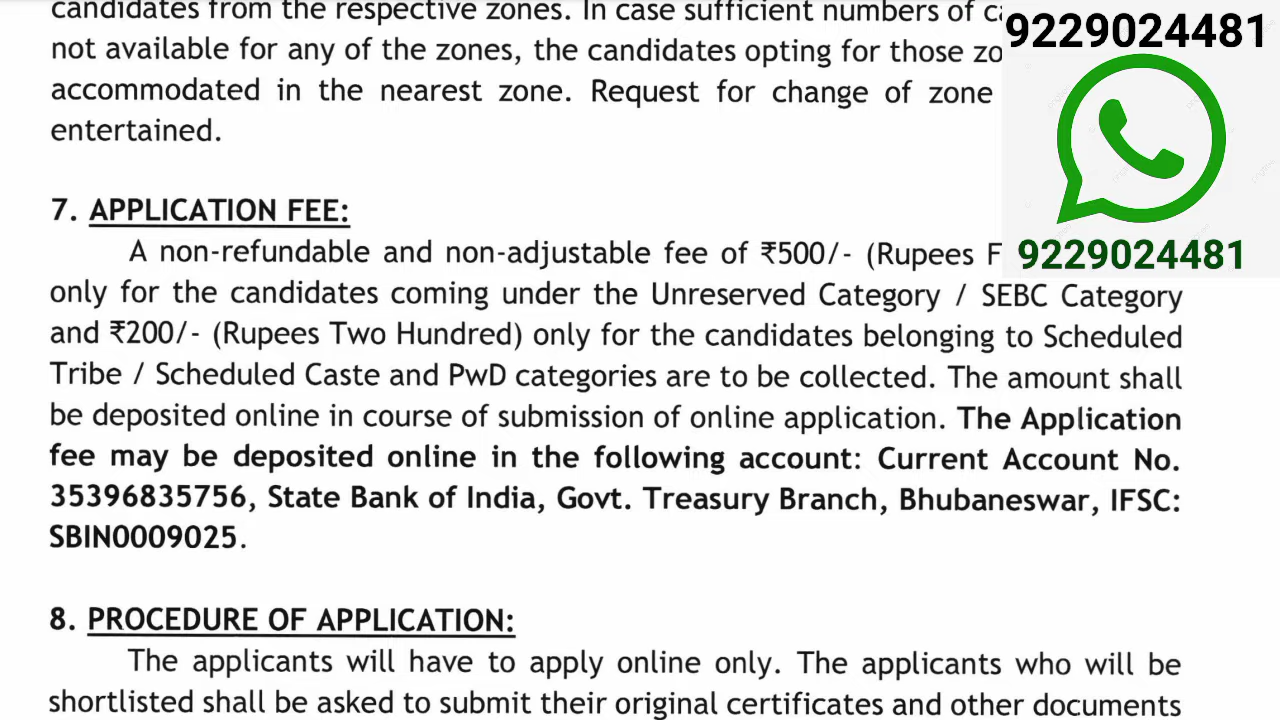 candidates from the respective zones. In case sufficient numbers of
not available for any of the zones, the candidates opting for those
accommodated in the nearest zone. Request for change of zone
entertained.
9229024481
9229024481
7. APPLICATION FEE:
A non-refundable and non-adjustable fee of ₹500/- (Rupees
only for the candidates coming under the Unreserved Category / SEBC Category
and ₹200/- (Rupees Two Hundred) only for the candidates belonging to Scheduled
Tribe / Scheduled Caste and PwD categories are to be collected. The amount shall
be deposited online in course of submission of online application. The Application
fee may be deposited online in the following account: Current Account No.
35396835756, State Bank of India, Govt. Treasury Branch, Bhubaneswar, IFSC:
SBIN0009025.
8. PROCEDURE OF APPLICATION:
The applicants will have to apply online only. The applicants who will be
shortlisted shall be asked to submit their original certificates and other documents